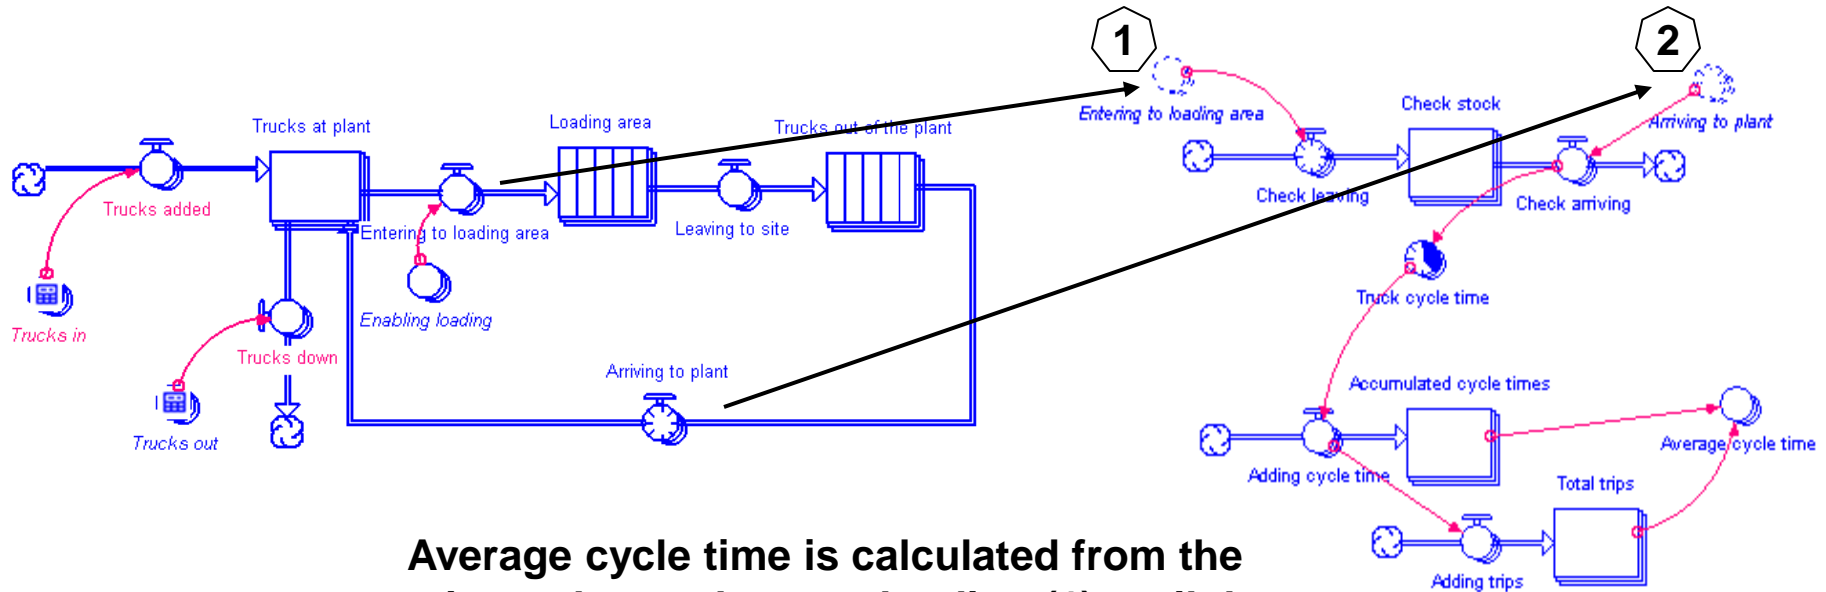 1
2
Entering to loading area
Check stock
Arriving to plant
Trucks at plant
Loading area
Trucks out of the plant
Trucks added
Entering to loading area
Leaving to site
Check leaving
Check arriving
Trucks in
Enabling loading
Truck cycle time
Trucks down
Arriving to plant
Trucks out
Accumulated cycle times
Average cycle time
Adding cycle time
Total trips
Adding trips
Average cycle time is calculated from the